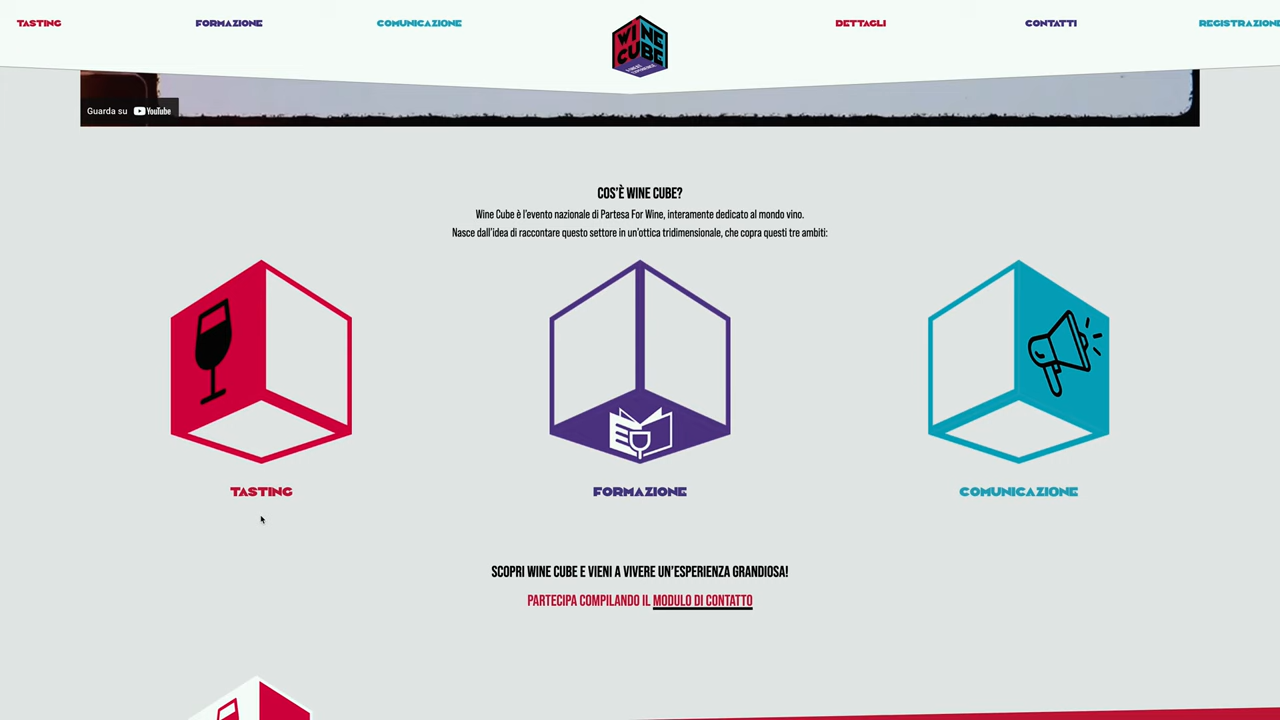 TASTING
FORMAZIONE
COMUNICAZIONE
WINE
CUBE
DETTAGLI
CONTATTI
REGISTRAZIONE
Guarda su YouTube
COS'È WINE CUBE?
Wine Cube è l'evento nazionale di Partesa For Wine, interamente dedicato al mondo vino.
Nasce dall'idea di raccontare questo settore in un'ottica tridimensionale, che copra questi tre ambiti:
TASTING
FORMAZIONE
COMUNICAZIONE
SCOPRI WINE CUBE E VIENI A VIVERE UN'ESPERIENZA GRANDIOSA!
PARTECIPA COMPILANDO IL MODULO DI CONTATTO